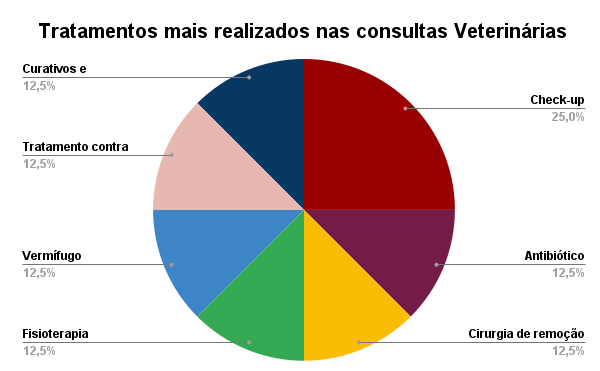 Tratamentos mais realizados nas consultas Veterinárias
Curativos e
12,5%
Check-up
25,0%
Tratamento contra
12,5%
Vermífugo
12,5%
Antibiótico
12,5%
Fisioterapia
12,5%
Cirurgia de remoção
12,5%